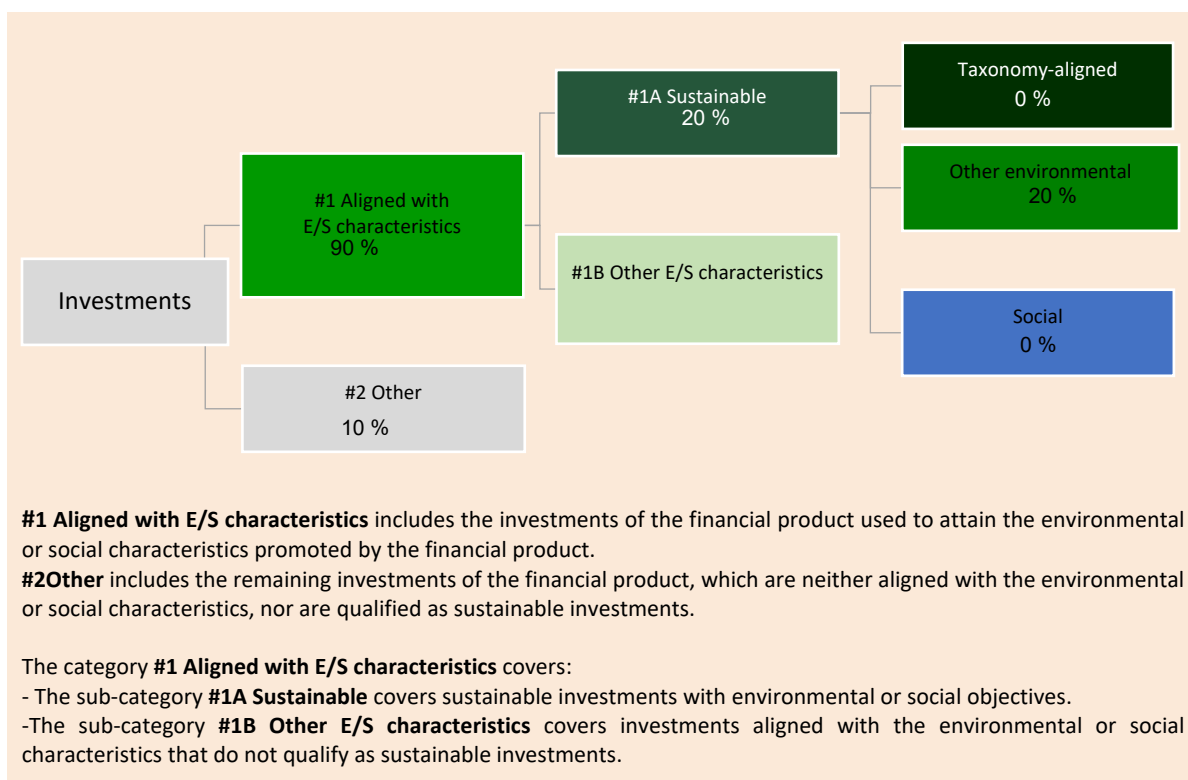 Investments
#1 Aligned with
E/S characteristics
90 %
#2 Other
10 %
#1A Sustainable
20 %
#1B Other E/S characteristics
Taxonomy-aligned
0 %
Other environmental
20 %
Social
0 %
#1 Aligned with E/S characteristics includes the investments of the financial product used to attain the environmental
or social characteristics promoted by the financial product.
#2Other includes the remaining investments of the financial product, which are neither aligned with the environmental
or social characteristics, nor are qualified as sustainable investments.
The category #1 Aligned with E/S characteristics covers:
- The sub-category #1A Sustainable covers sustainable investments with environmental or social objectives.
-The sub-category #1B Other E/S characteristics covers investments aligned with the environmental or social
characteristics that do not qualify as sustainable investments.